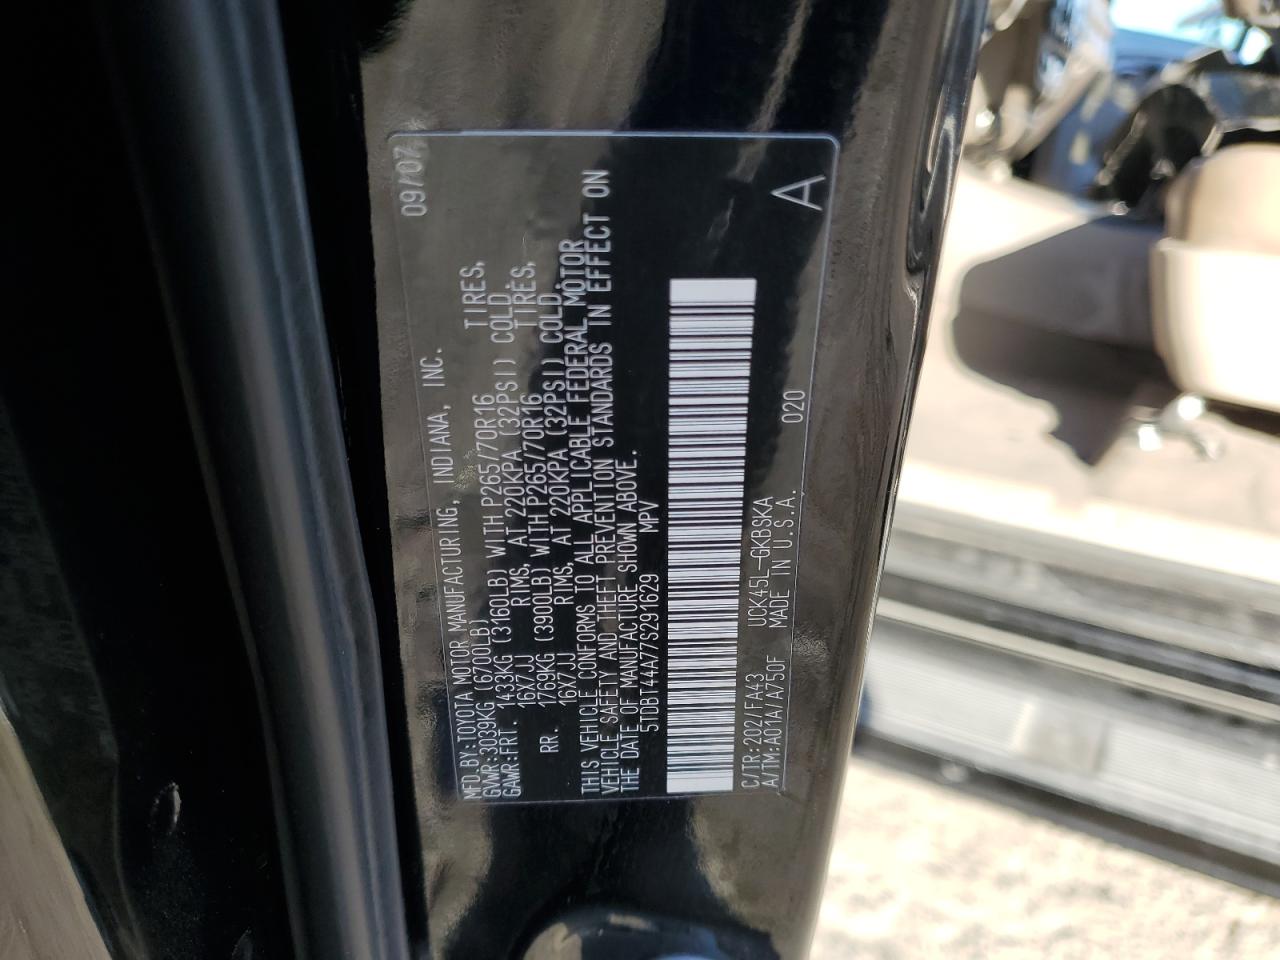 09/07
MFD.BY:TOYOTA MOTOR MANUFACTURING, INDIANA, INC.
GVWR:3039KG (6700LB)
GAWR:FRT. 1433KG (3160LB) WITH P265/70R16 TIRES,
16X7JJ RIMS, AT 220KPA (32PSI) COLD.
RR. 1769KG (3900LB) WITH P265/70R16 TIRES,
16X7JJ RIMS, AT 220KPA (32PSI) COLD.
THIS VEHICLE CONFORMS TO ALL APPLICABLE FEDERAL MOTOR
VEHICLE SAFETY AND THEFT PREVENTION STANDARDS IN EFFECT ON
THE DATE OF MANUFACTURE SHOWN ABOVE.
5TDBT44A77S291629 MPV
020
C/TR:202/FA43 UCK45L-GKBSKA
A/TM:A01A/A750F MADE IN U.S.A.
A